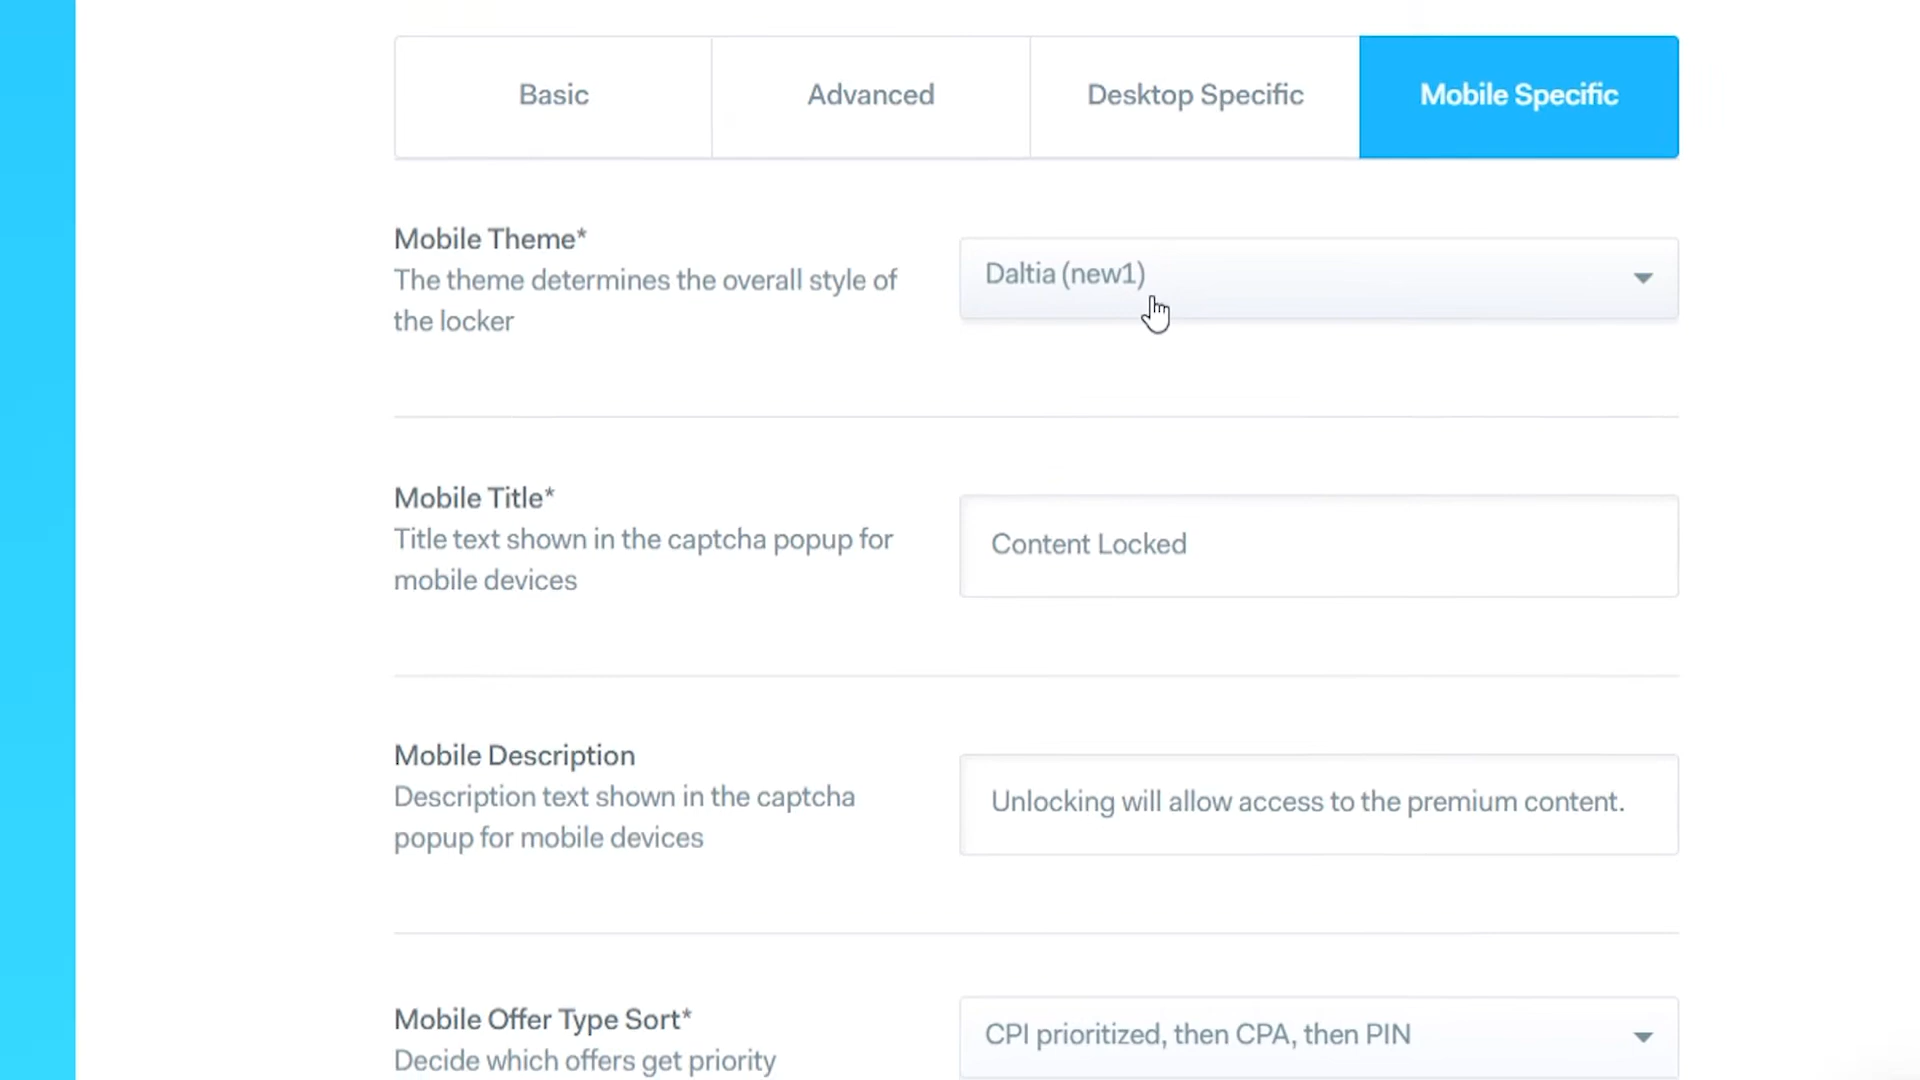 Basic
Advanced
Desktop Specific
Mobile Specific
Mobile Theme*
The theme determines the overall style of
the locker
Daltia (new1)
Mobile Title*
Title text shown in the captcha popup for
mobile devices
Content Locked
Mobile Description
Description text shown in the captcha
popup for mobile devices
Unlocking will allow access to the premium content.
Mobile Offer Type Sort*
Decide which offers get priority
CPI prioritized, then CPA, then PIN